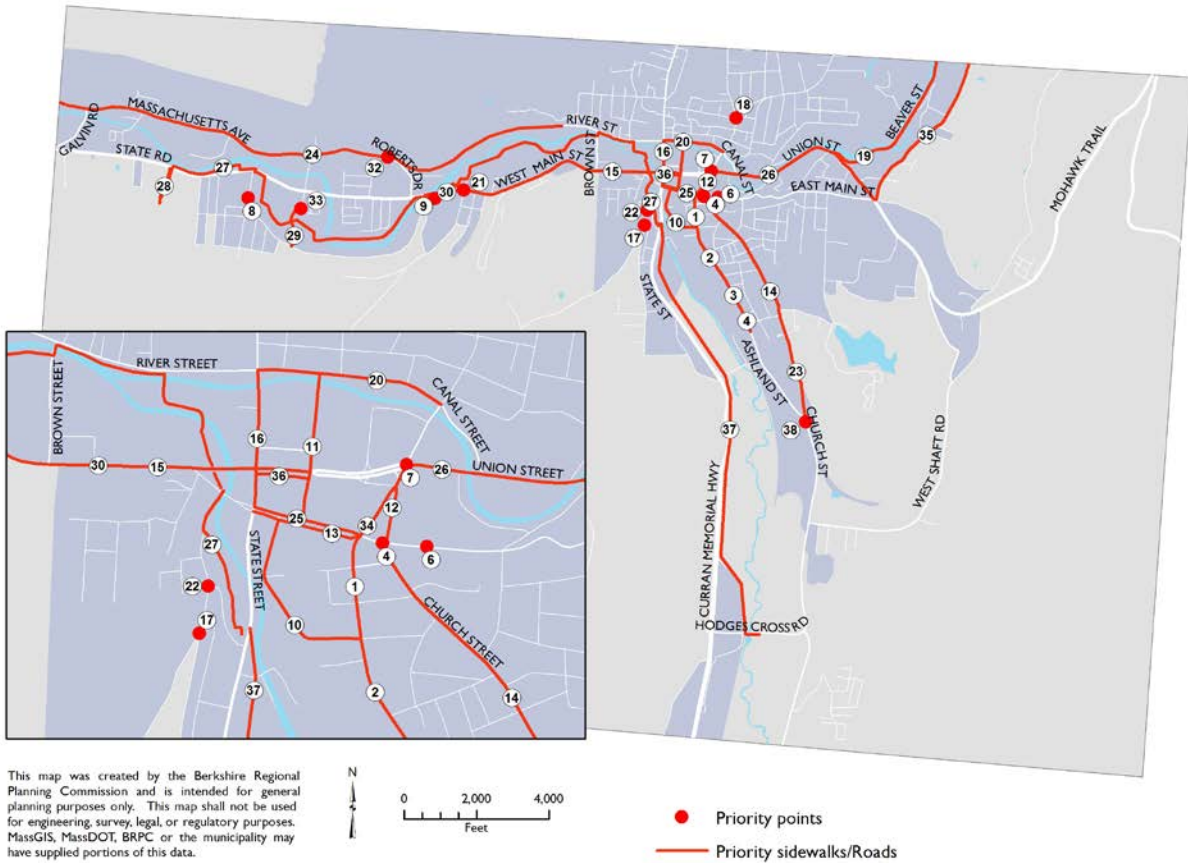 18
MASSACHUSETTS AVE
GALVIN RD
STATE RD
24
27
28
8
33
29
32
ROBERTS DR
9
30
21
WEST MAIN ST
RIVER ST
BROWN ST
15
16
20
36
7
CANAL ST
UNION ST
26
19
BEAVER ST
35
MOHAWK TRAIL
12
6
4
25
27
22
17
10
1
EAST MAIN ST
2
3
4
14
STATE ST
ASHLAND ST
23
38
CHURCH ST
37
CURRAN MEMORIAL HWY
WEST SHAFT RD
HODGES CROSS RD
RIVER STREET
BROWN STREET
20
CANAL STREET
16
11
30
15
36
7
26
UNION STREET
25
13
34
12
4
6
STATE STREET
27
22
17
1
10
CHURCH STREET
37
2
14
This map was created by the Berkshire Regional
Planning Commission and is intended for general
planning purposes only. This map shall not be used
for engineering, survey, legal, or regulatory purposes.
MassGIS, MassDOT, BRPC or the municipality may
have supplied portions of this data.
N
0 2,000 4,000
Feet
Priority points
Priority sidewalks/Roads